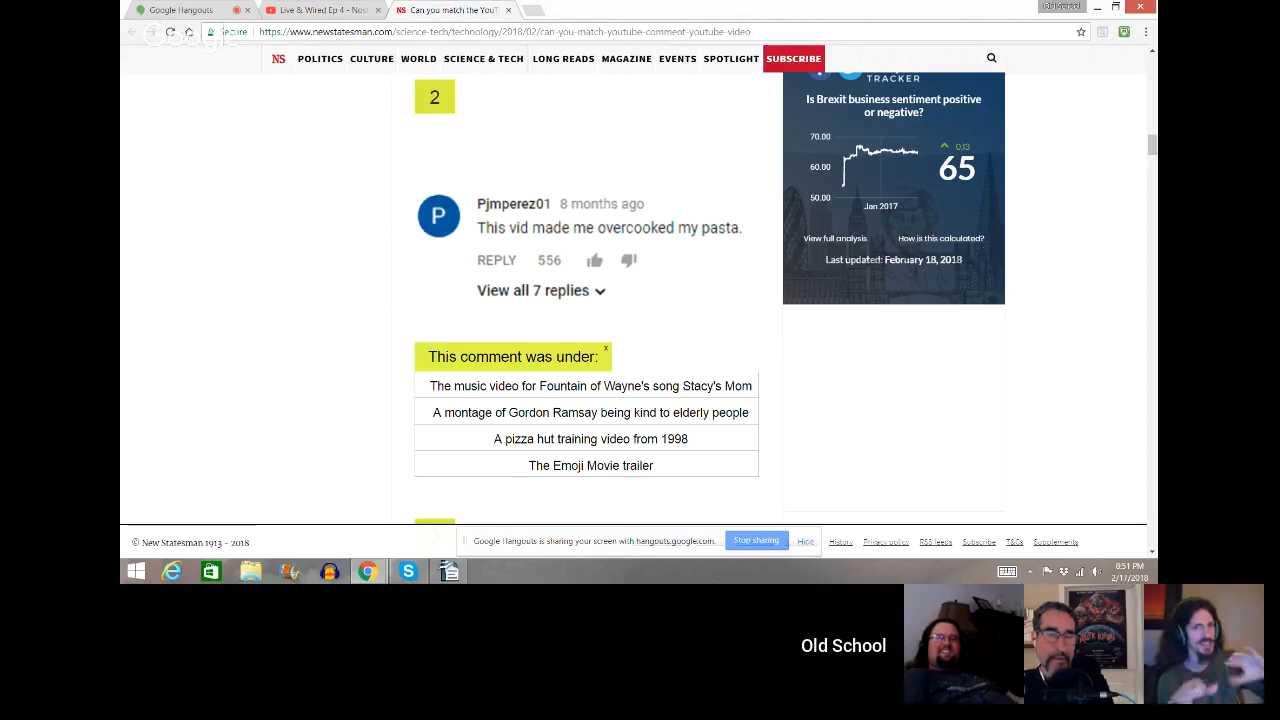 Google Hangouts
Live & Wired Ep 4 - Nost
Can you match the YouT
Old School
Google
Secure
https://www.newstatesman.com/science-tech/technology/2018/02/can-you-match-youtube-comment-youtube-video
NS POLITICS CULTURE WORLD SCIENCE & TECH LONG READS MAGAZINE EVENTS SPOTLIGHT SUBSCRIBE
2
TRACKER
Is Brexit business sentiment positive
or negative?
70.00
60.00
50.00
Jan 2017
0.13
65
View full analysis
How is this calculated?
Last updated: February 18, 2018
P
Pjmperez01 8 months ago
This vid made me overcooked my pasta.
REPLY 556
View all 7 replies
This comment was under:
x
The music video for Fountain of Wayne's song Stacy's Mom
A montage of Gordon Ramsay being kind to elderly people
A pizza hut training video from 1998
The Emoji Movie trailer
© New Statesman 1913 - 2018
Google Hangouts is sharing your screen with hangouts.google.com.
Stop sharing
Hide
History Privacy policy RSS feeds Subscribe T&Cs Supplements
8:51 PM
2/17/2018
Old School